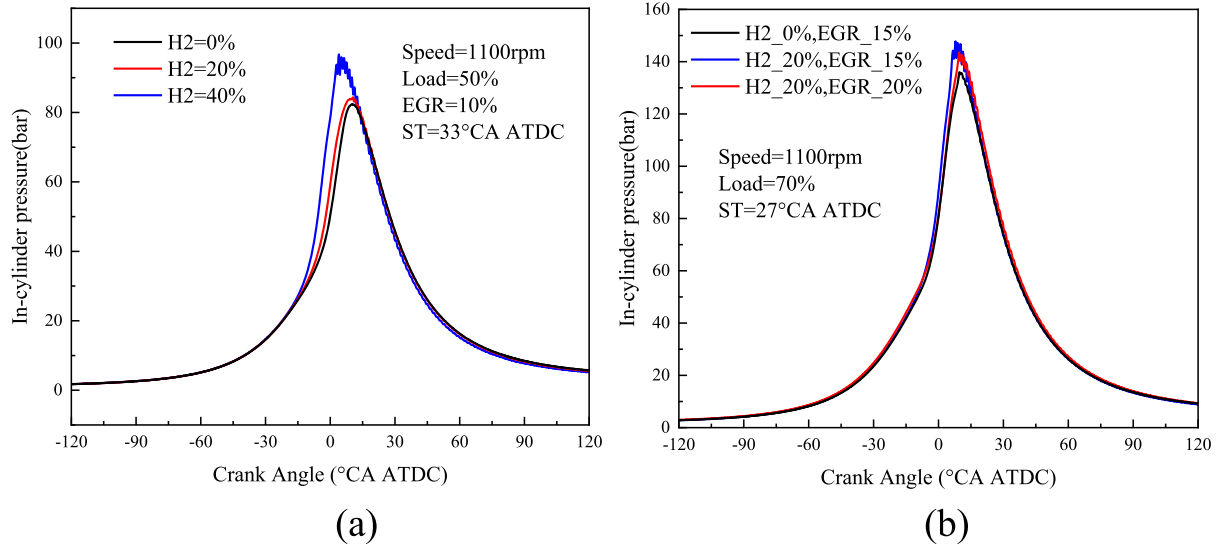 H2=0%
H2=20%
H2=40%
Speed=1100rpm
Load=50%
EGR=10%
ST=33°CA ATDC
In-cylinder pressure(bar)
100
80
60
40
20
0
-120 -90 -60 -30 0 30 60 90 120
Crank Angle (°CA ATDC)
(a)
H2_0%,EGR_15%
H2_20%,EGR_15%
H2_20%,EGR_20%
Speed=1100rpm
Load=70%
ST=27°CA ATDC
In-cylinder pressure(bar)
160
140
120
100
80
60
40
20
0
-120 -90 -60 -30 0 30 60 90 120
Crank Angle (°CA ATDC)
(b)